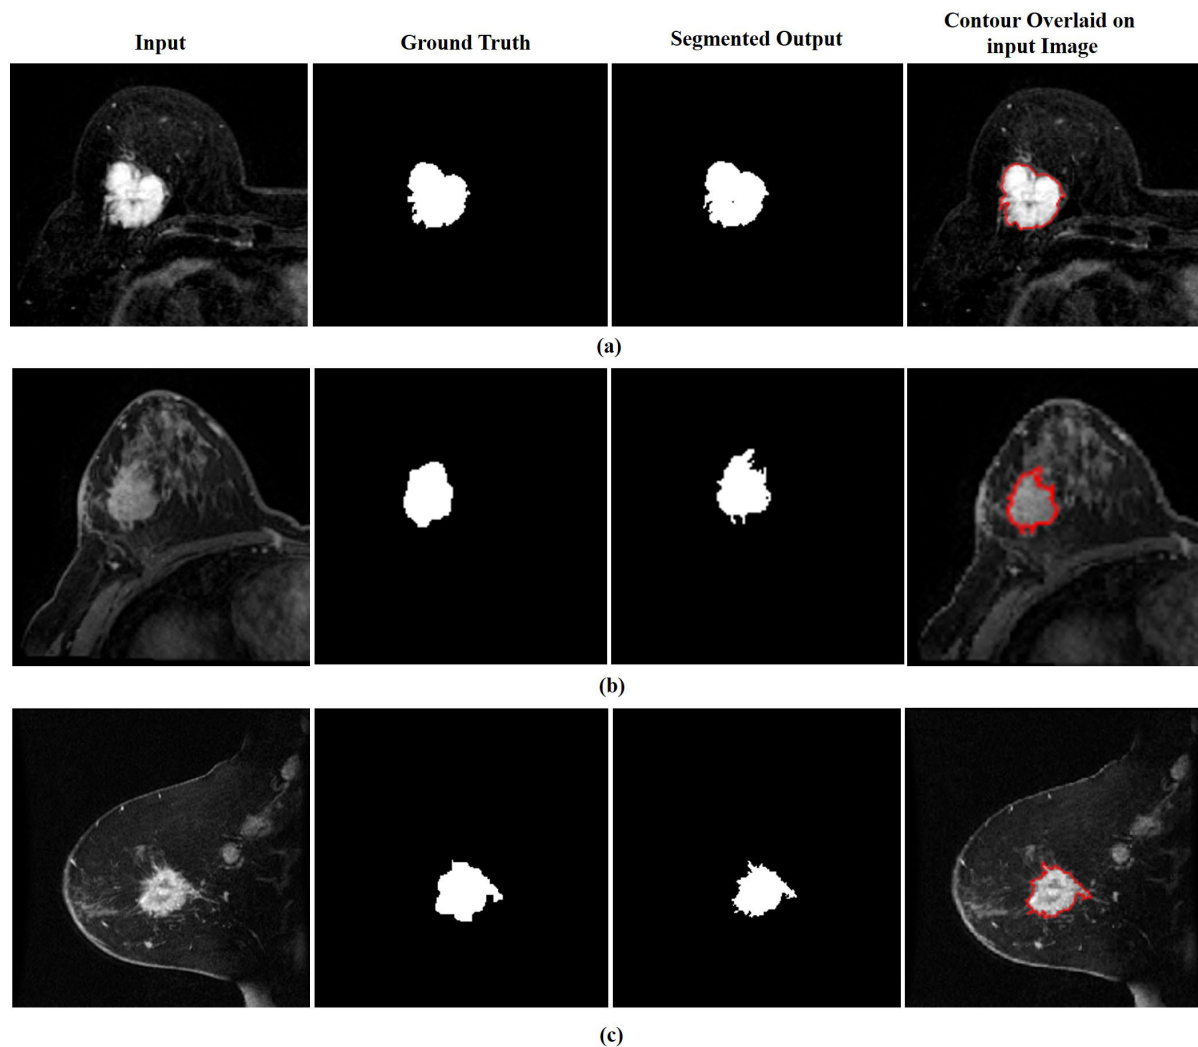 Input
Ground Truth
Segmented Output
Contour Overlaid on
input Image
(a)
(b)
(c)